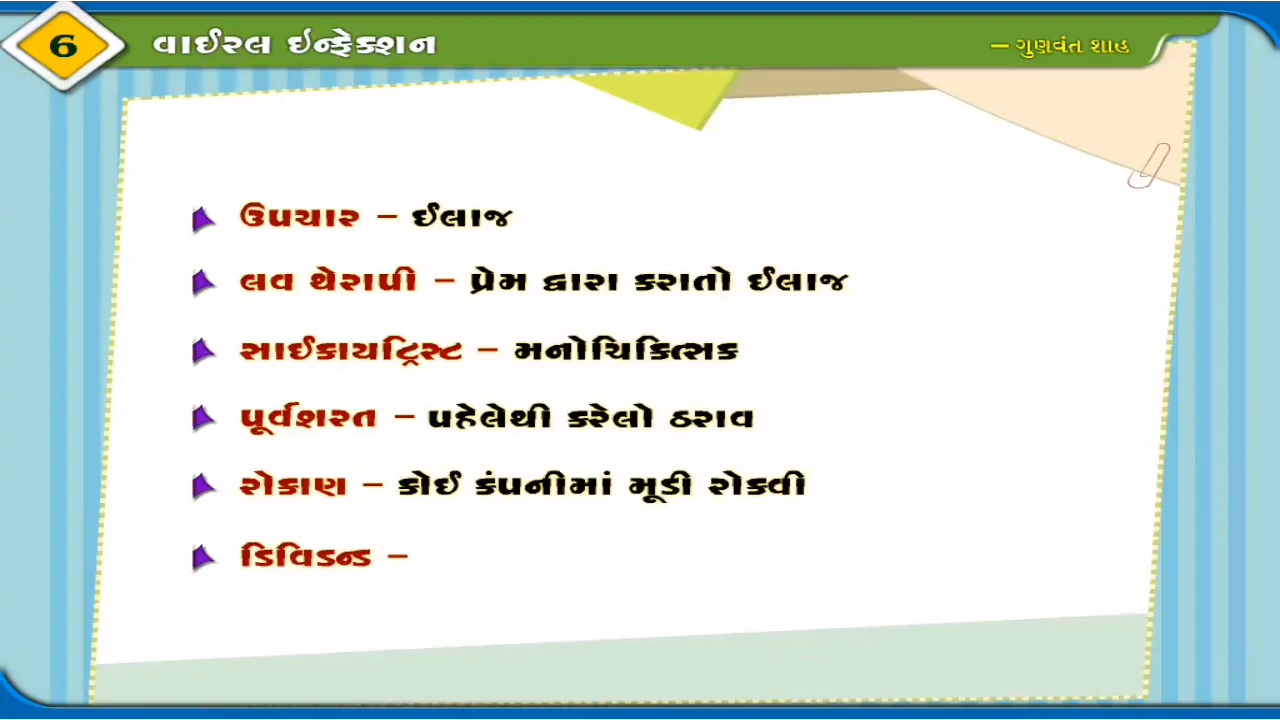 6
વાઈરલ ઇન્ફેક્શન
– ગુણવંત શાહ
ઉપચાર – ઈલાજ
લવ થેરાપી – પ્રેમ દ્વારા કરાતો ઈલાજ
સાઈકાયટ્રિસ્ટ – મનોચિકિત્સક
પૂર્વશરત – પહેલેથી કરેલો ઠરાવ
રોકાણ – કોઈ કંપનીમાં મૂડી રોકવી
ડિવિડન્ડ –